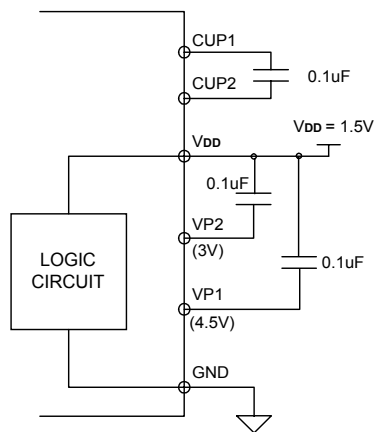 CUP1
0.1uF
CUP2
VDD
VDD = 1.5V
0.1uF
LOGIC
CIRCUIT
VP2
(3V)
0.1uF
VP1
(4.5V)
GND